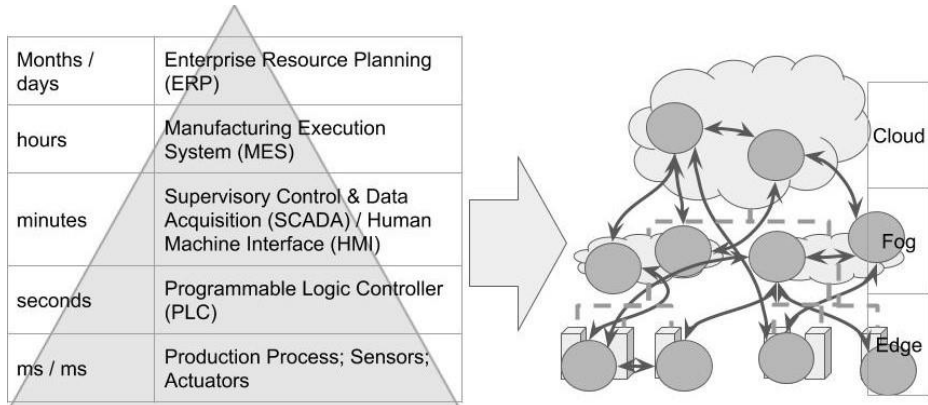 Months /
days
Enterprise Resource Planning
(ERP)
hours
Manufacturing Execution
System (MES)
minutes
Supervisory Control & Data
Acquisition (SCADA) / Human
Machine Interface (HMI)
seconds
Programmable Logic Controller
(PLC)
ms / ms
Production Process; Sensors;
Actuators
Cloud
Fog
Edge